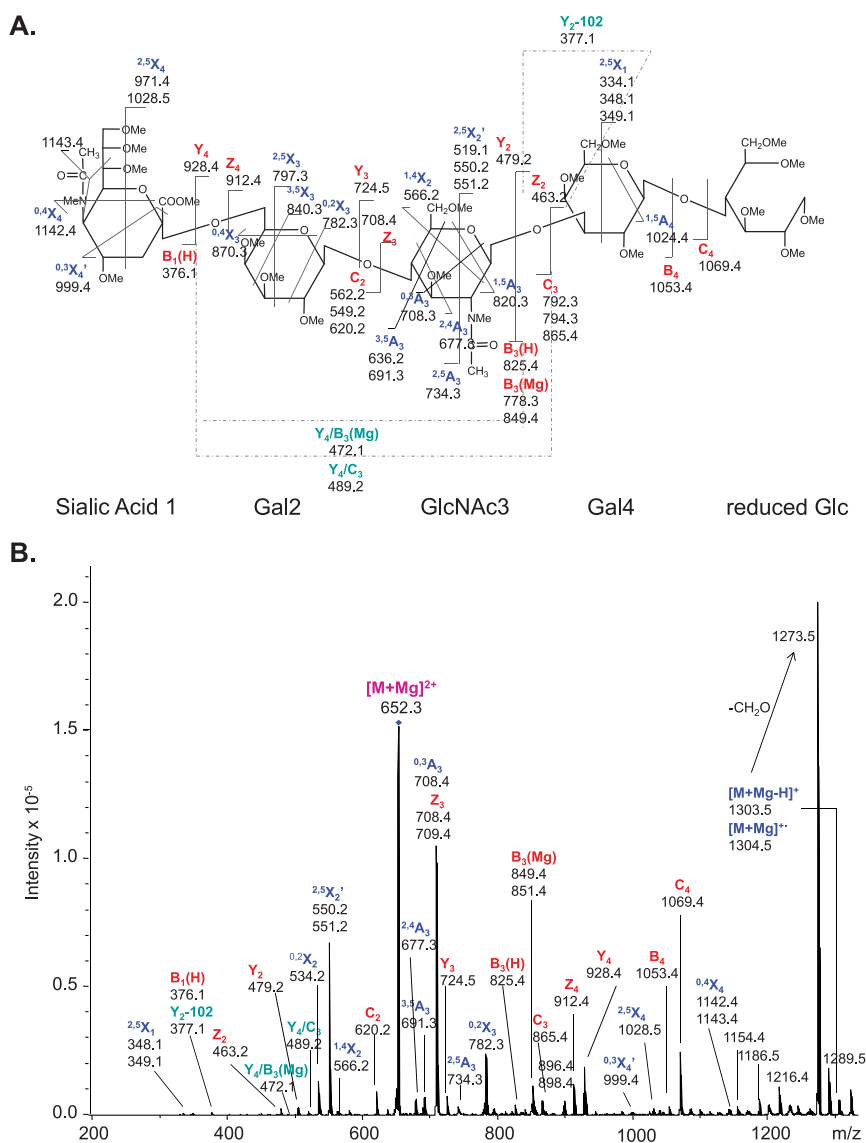 A.
Y2-102
377.1
2,5X4
971.4
1028.5
2,5X1
334.1
348.1
349.1
1143.4
Y4
928.4
Z4
912.4
2,5X3
797.3
3,5X3
840.3
0,2X3
782.3
Y3
724.5
708.4
Z3
1,4X2
566.2
2,5X2'
519.1
550.2
551.2
Y2
479.2
Z2
463.2
0,4X4
1142.4
0,3X4'
999.4
B1(H)
376.1
0,4X3
870.3
C2
562.2
549.2
620.2
0,3A3
708.3
1,5A3
820.3
2,4A3
677.3
3,5A3
636.2
691.3
2,5A3
734.3
C3
792.3
794.3
865.4
1,5A4
1024.4
B4
1053.4
C4
1069.4
B3(H)
825.4
B3(Mg)
778.3
849.4
CH3
C
O
MeN
OMe
OMe
OMe
OMe
COOMe
O
O
OMe
OMe
OMe
O
O
CH2OMe
OMe
O
NMe
O
CH3
O
OMe
OMe
O
OMe
O
CH2OMe
OMe
OMe
OMe
OMe
Y4/B3(Mg)
472.1
Y4/C3
489.2
Sialic Acid 1 Gal2 GlcNAc3 Gal4 reduced Glc
B.
Intensity x 10-5
2.0
1.5
1.0
0.5
0.0
200 400 600 800 1000 1200 m/z
2,5X1
348.1
349.1
B1(H)
376.1
Y2-102
377.1
Z2
463.2
Y2
479.2
Y4/B3(Mg)
472.1
Y4/C3
489.2
0,2X2
534.2
2,5X2'
550.2
551.2
1,4X2
566.2
C2
620.2
[M+Mg]2+
652.3
2,4A3
677.3
3,5A3
691.3
0,3A3
708.4
Z3
708.4
709.4
Y3
724.5
2,5A3
734.3
0,2X3
782.3
B3(H)
825.4
B3(Mg)
849.4
851.4
C3
865.4
896.4
898.4
Z4
912.4
Y4
928.4
0,3X4'
999.4
2,5X4
1028.5
B4
1053.4
C4
1069.4
0,4X4
1142.4
1143.4
1154.4
1186.5
1216.4
1273.5
-CH2O
1289.5
[M+Mg-H]+
1303.5
[M+Mg]+·
1304.5